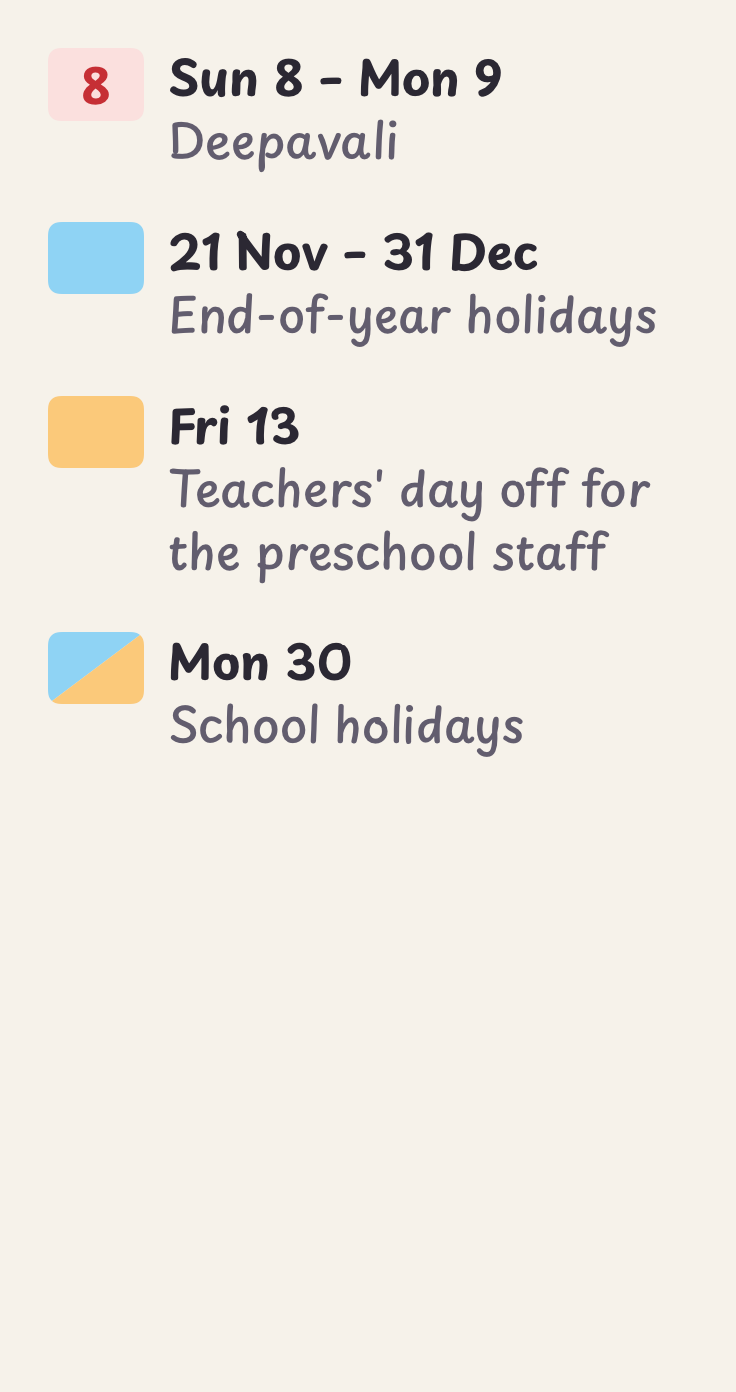 8
Sun 8 – Mon 9
Deepavali
21 Nov – 31 Dec
End-of-year holidays
Fri 13
Teachers' day off for
the preschool staff
Mon 30
School holidays